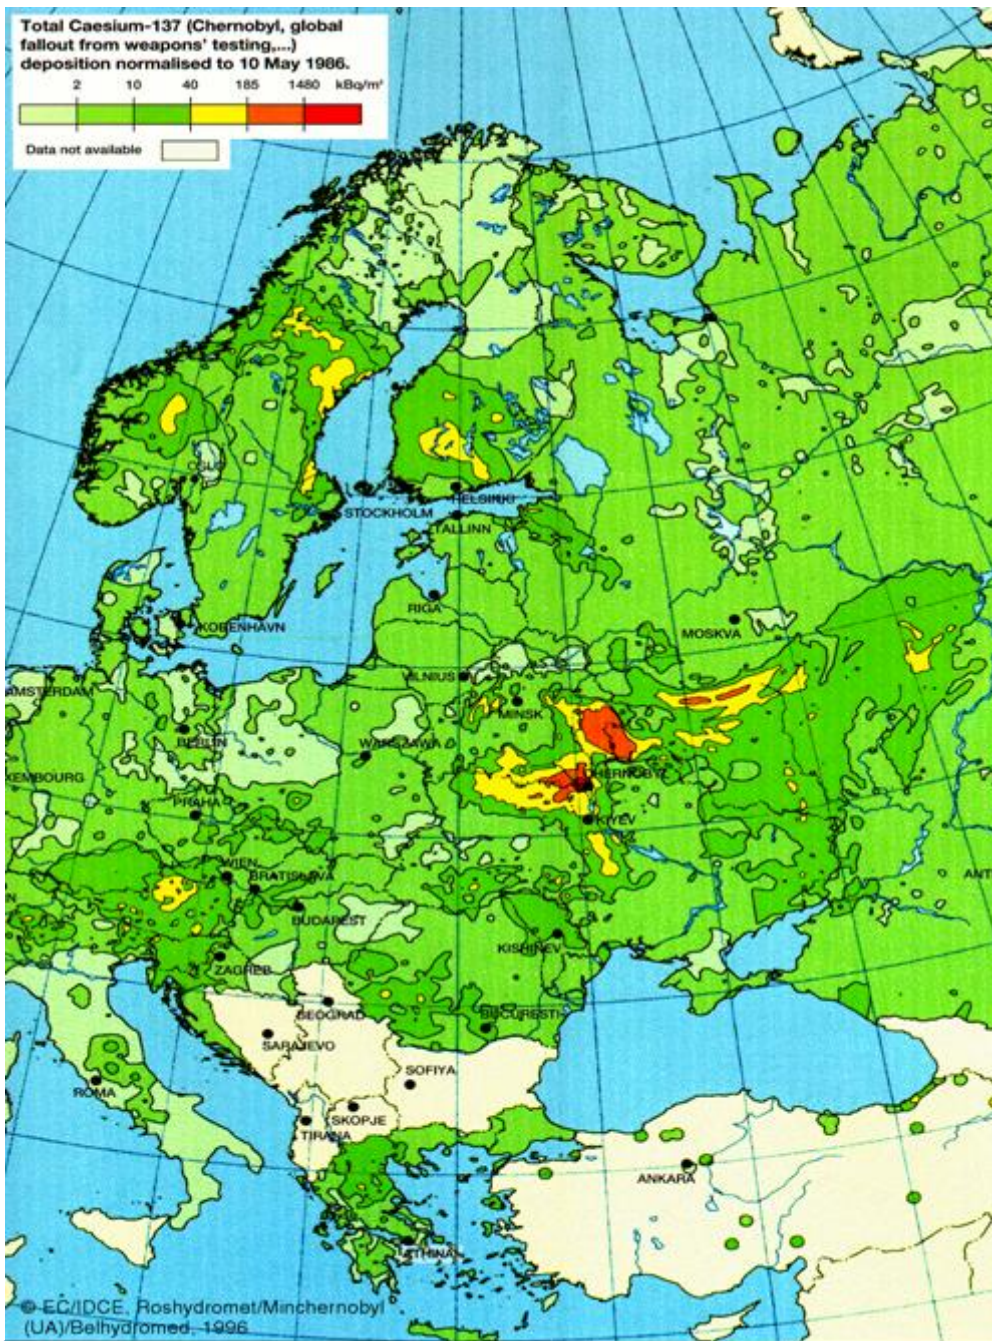 Total Caesium-137 (Chernobyl, global
fallout from weapons' testing,...)
deposition normalised to 10 May 1986.
2 10 40 185 1480 kBq/m²
Data not available
OSLO
HELSINKI
STOCKHOLM
TALLINN
RIGA
MOSKVA
KOBENHAVN
VILNIUS
AMSTERDAM
MINSK
BERLIN
WARSZAWA
CHERNOBYL
XEMBOURG
PRAHA
KIYEV
WIEN
BRATISLAVA
ANT
BUDAPEST
KISHINEV
ZAGREB
BEOGRAD
BUCURESTI
SARAJEVO
SOFIYA
ROMA
SKOPJE
TIRANA
ANKARA
ATHINAI
© EC/IDCE, Roshydromet/Minchernobyl
(UA)/Belhydromed, 1996